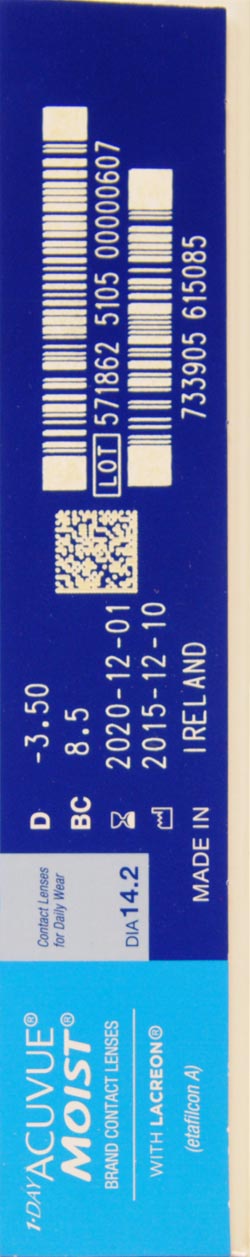 1·DAY ACUVUE®
MOIST®
BRAND CONTACT LENSES
WITH LACREON®
(etafilcon A)
Contact Lenses
for Daily Wear
DIA 14.2
D -3.50
BC 8.5
2020-12-01
2015-12-10
MADE IN IRELAND
LOT 571862 5105 00000607
733905 615085